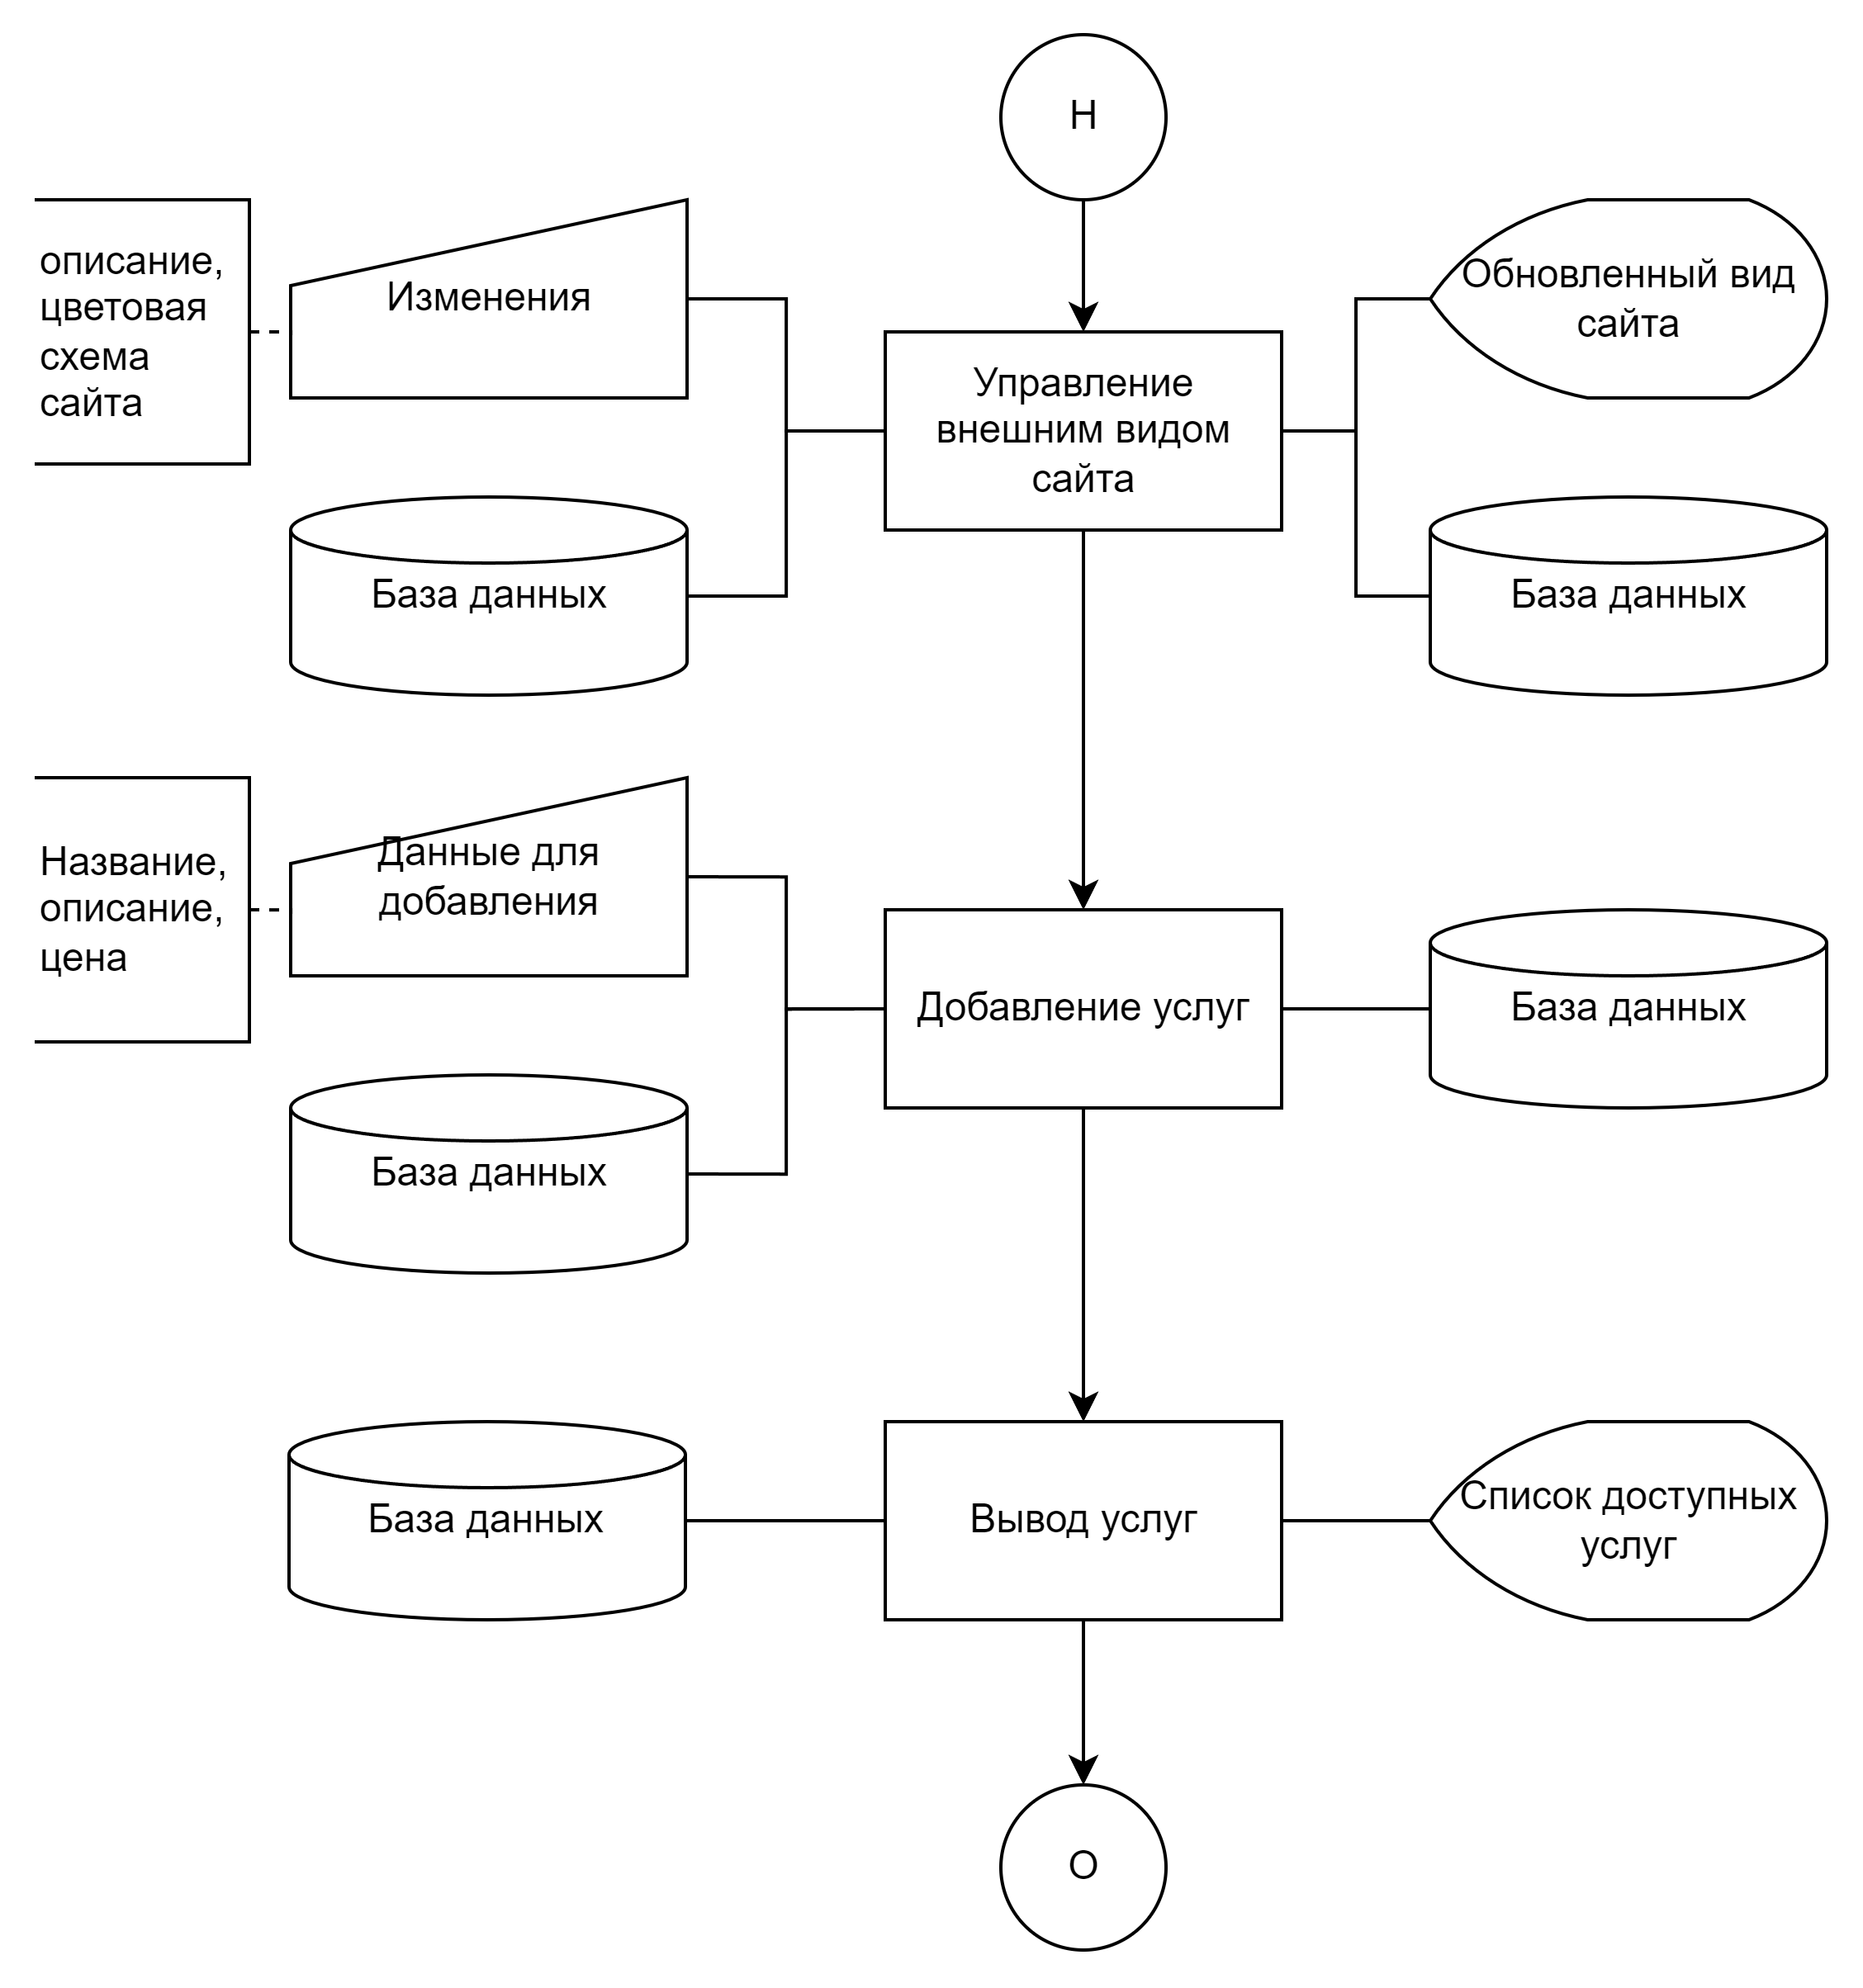 Н
описание,
цветовая
схема
сайта
Изменения
Управление
внешним видом
сайта
Обновленный вид
сайта
База данных
База данных
Название,
описание,
цена
Данные для
добавления
Добавление услуг
База данных
База данных
База данных
Вывод услуг
Список доступных
услуг
О